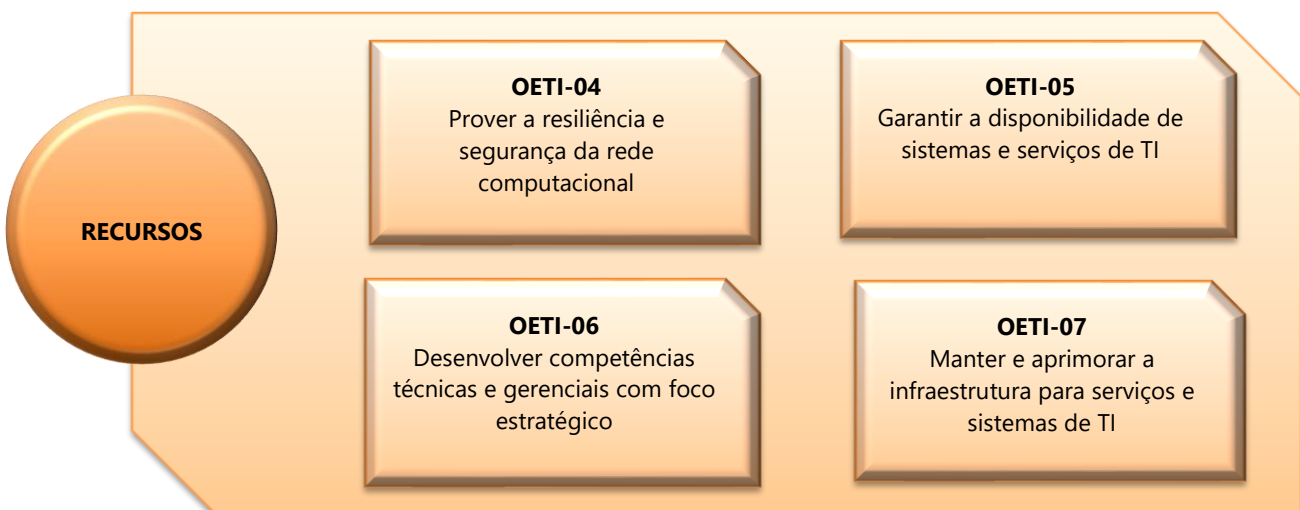 RECURSOS
OETI-04
Prover a resiliência e
segurança da rede
computacional
OETI-05
Garantir a disponibilidade de
sistemas e serviços de TI
OETI-06
Desenvolver competências
técnicas e gerenciais com foco
estratégico
OETI-07
Manter e aprimorar a
infraestrutura para serviços e
sistemas de TI